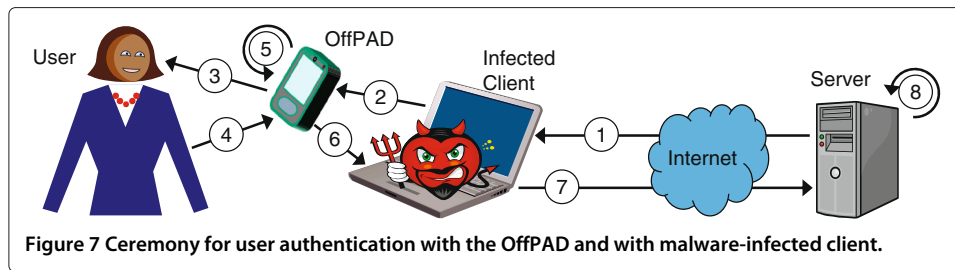 User
OffPAD
Infected
Client
Server
5
3
2
8
4
6
1
Internet
7
Figure 7 Ceremony for user authentication with the OffPAD and with malware-infected client.